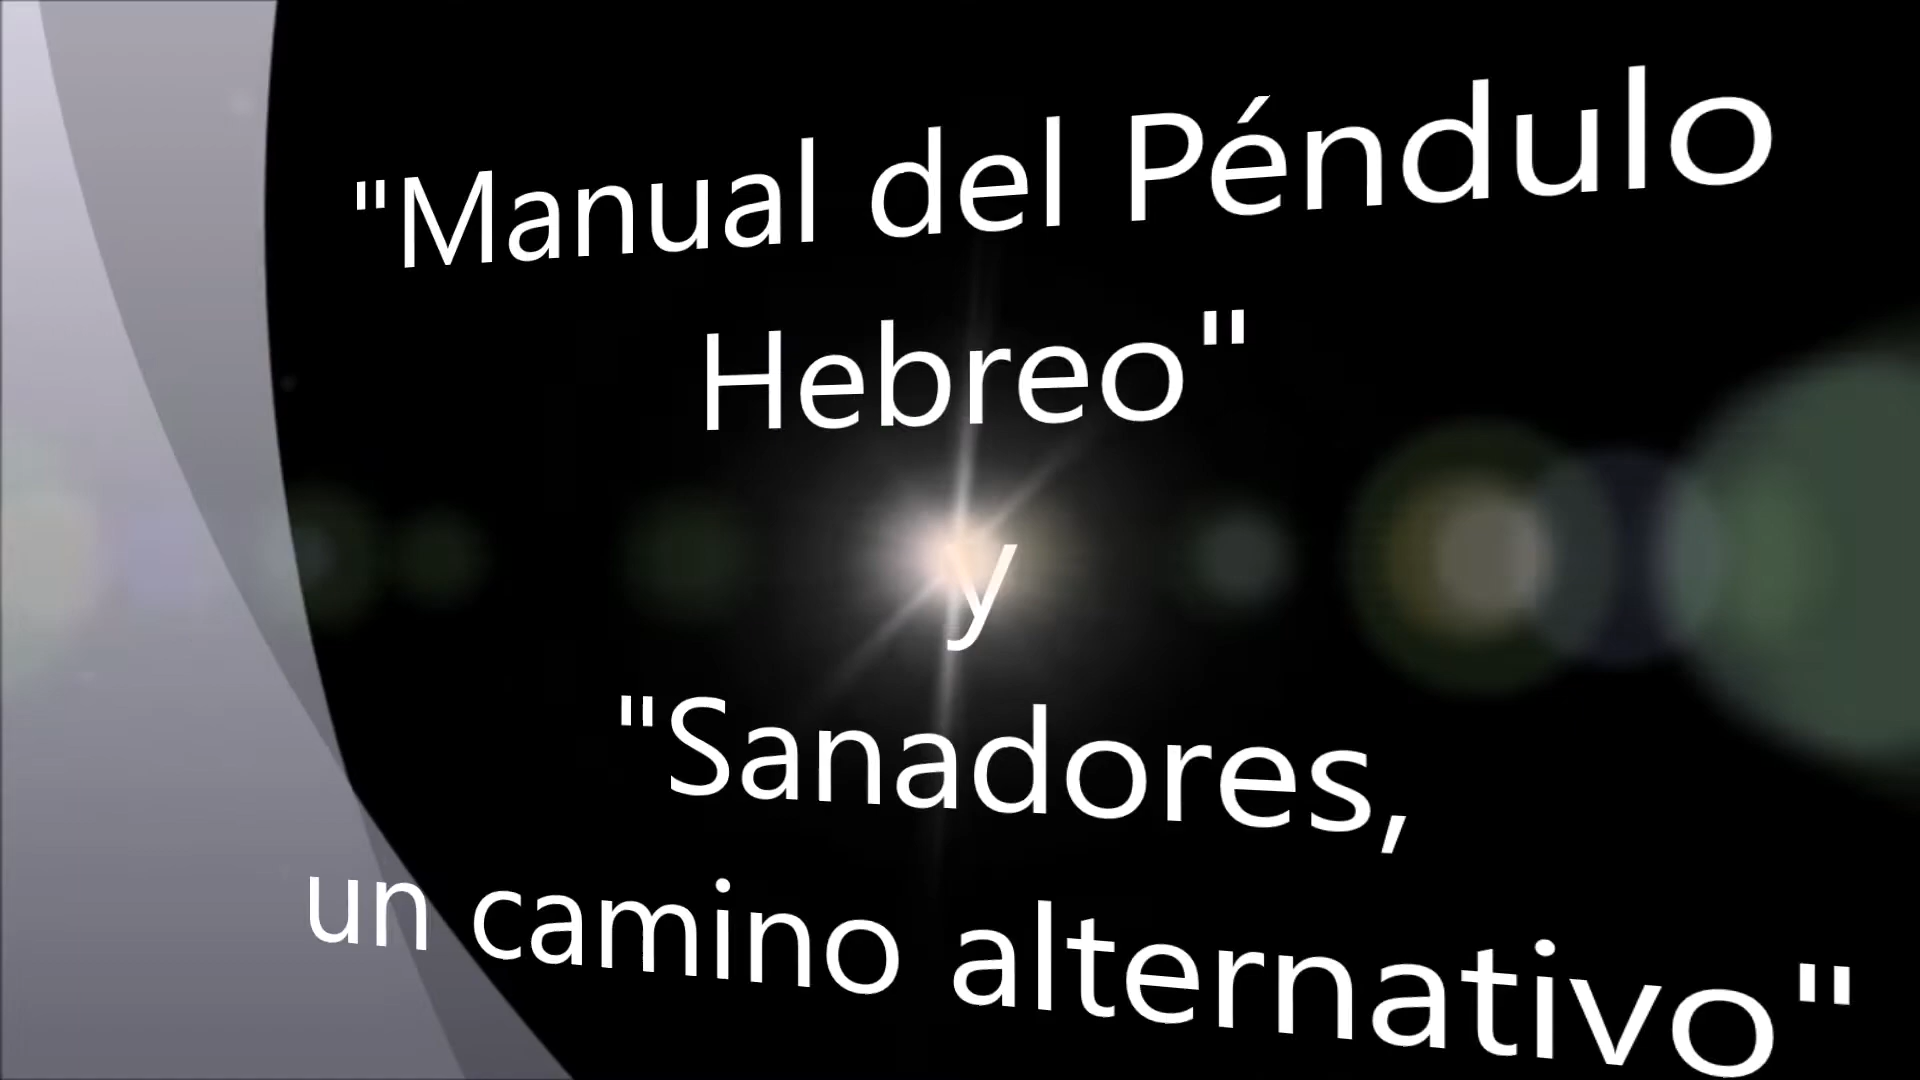 "Manual del Péndulo
Hebreo"
y
"Sanadores,
un camino alternativo"